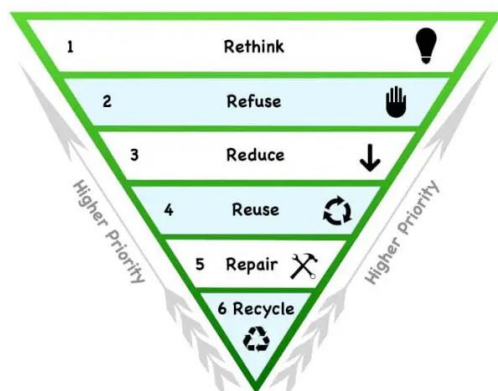 1 Rethink
2 Refuse
3 Reduce
4 Reuse
5 Repair
6 Recycle
Higher Priority
Higher Priority